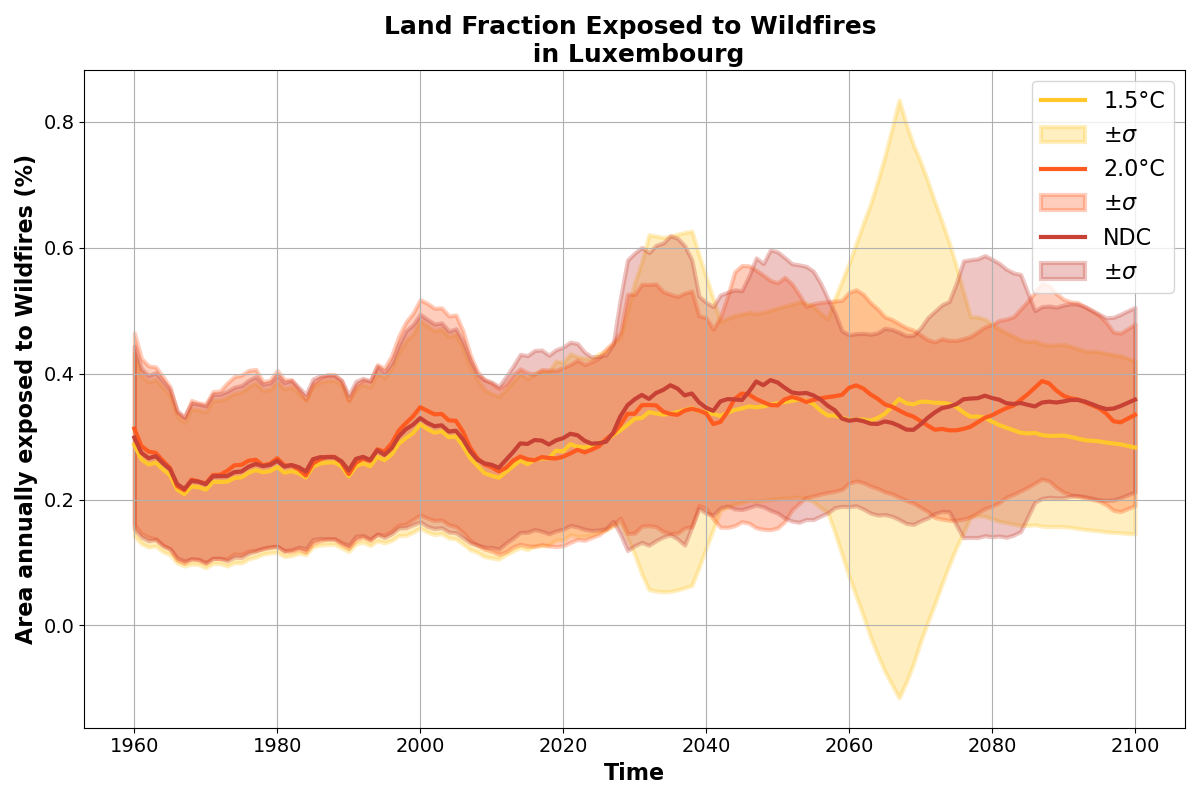 Land Fraction Exposed to Wildfires
in Luxembourg
Area annually exposed to Wildfires (%)
0.8
0.6
0.4
0.2
0.0
1.5°C
±σ
2.0°C
±σ
NDC
±σ
1960
1980
2000
2020
2040
2060
2080
2100
Time